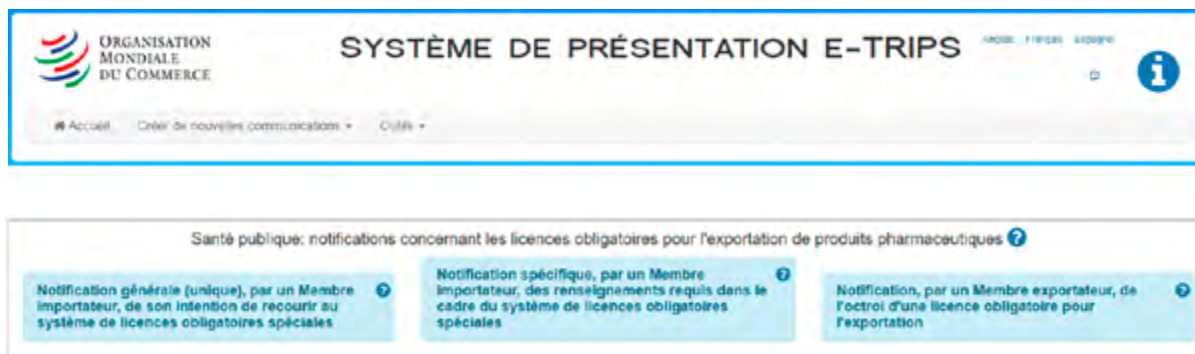 ORGANISATION
MONDIALE
DU COMMERCE
SYSTÈME DE PRÉSENTATION E-TRIPS
Anglais Français Espagnol
Accueil Créer de nouvelles communications Outils
Santé publique: notifications concernant les licences obligatoires pour l'exportation de produits pharmaceutiques
Notification générale (unique), par un Membre
importateur, de son intention de recourir au
système de licences obligatoires spéciales
Notification spécifique, par un Membre
importateur, des renseignements requis dans le
cadre du système de licences obligatoires
spéciales
Notification, par un Membre exportateur, de
l'octroi d'une licence obligatoire pour
l'exportation